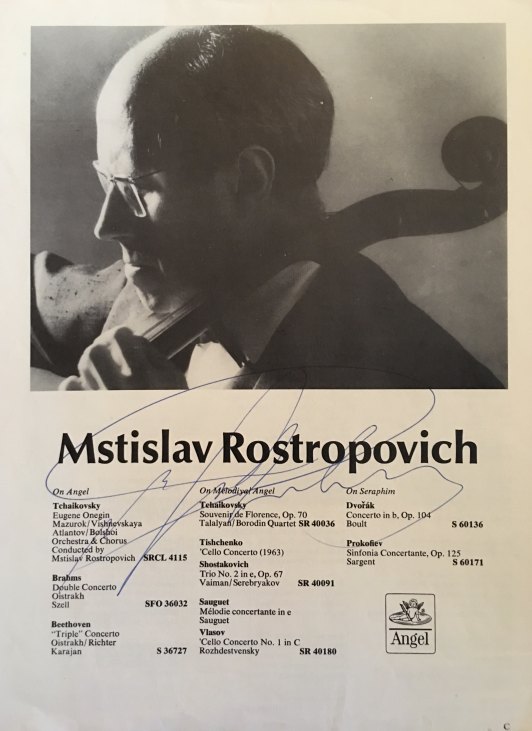 Mstislav Rostropovich
On Angel
Tchaikovsky
Eugene Onegin
Mazurok/Vishnevskaya
Atlantov/Bolshoi
Orchestra & Chorus
Conducted by
Mstislav Rostropovich SRCL 4115
Brahms
Double Concerto
Oistrakh
Szell SFO 36032
Beethoven
"Triple" Concerto
Oistrakh/Richter
Karajan S 36727
On Melodiya/Angel
Tchaikovsky
Souvenir de Florence, Op. 70
Talalyan/Borodin Quartet SR 40036
Tishchenko
'Cello Concerto (1963)
Shostakovich
Trio No. 2 in e, Op. 67
Vaiman/Serebryakov SR 40091
Sauguet
Mélodie concertante in e
Sauguet
Vlasov
'Cello Concerto No. 1 in C
Rozhdestvensky SR 40180
On Seraphim
Dvořák
Concerto in b, Op. 104
Boult S 60136
Prokofiev
Sinfonia Concertante, Op. 125
Sargent S 60171
Angel
C